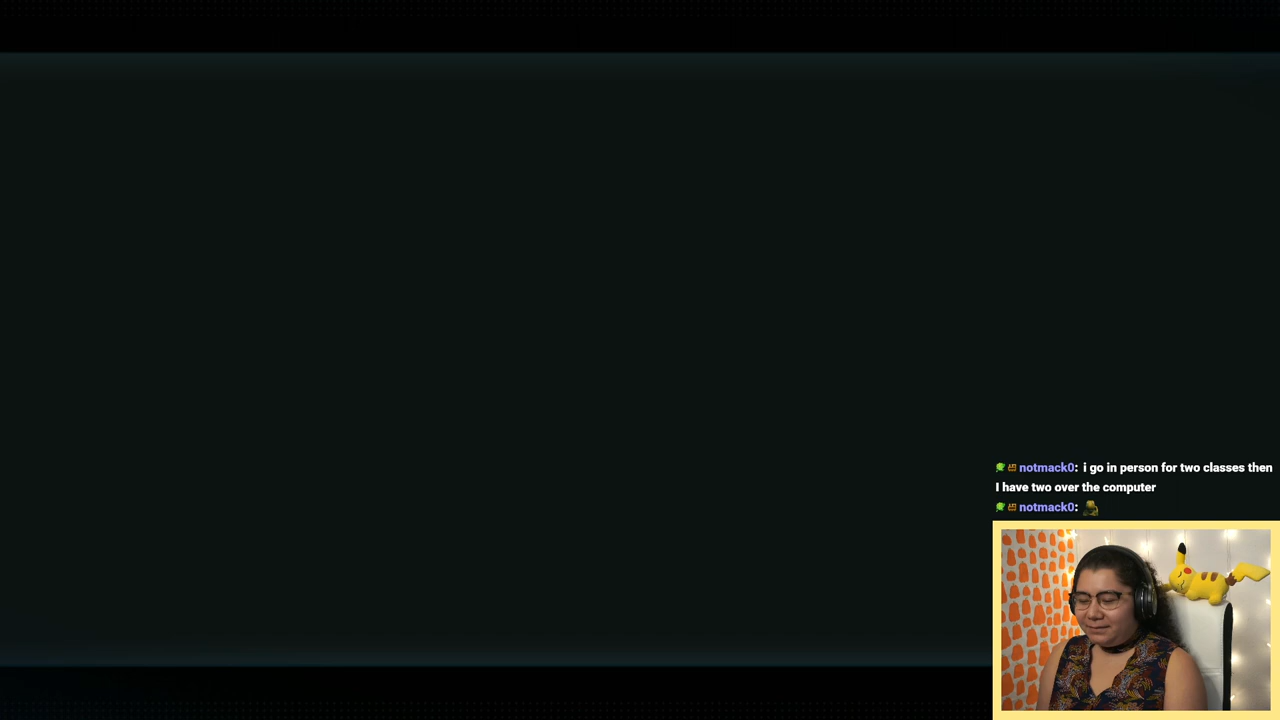 notmack0: i go in person for two classes then
I have two over the computer
notmack0: